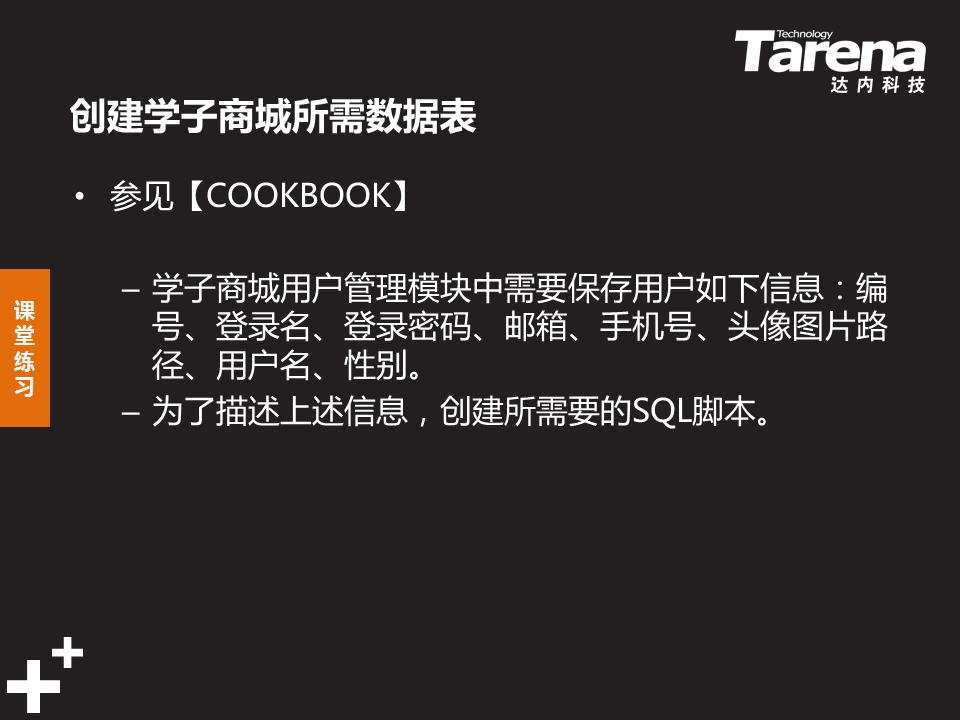 Technology
Tarena
达内科技
创建学子商城所需数据表
• 参见【COOKBOOK】
– 学子商城用户管理模块中需要保存用户如下信息：编
号、登录名、登录密码、邮箱、手机号、头像图片路
径、用户名、性别。
– 为了描述上述信息，创建所需要的SQL脚本。
课
堂
练
习